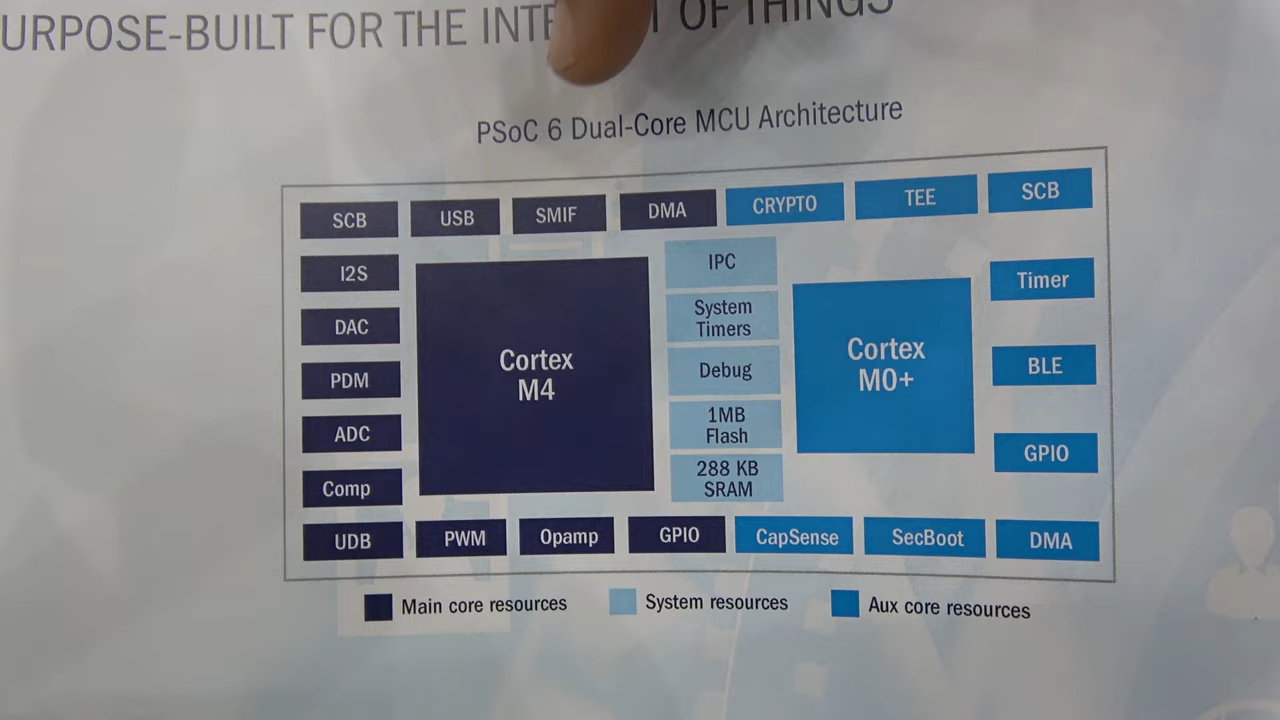 URPOSE-BUILT FOR THE INTE T OF THINGS
PSoC 6 Dual-Core MCU Architecture
SCB USB SMIF DMA CRYPTO TEE SCB
I2S
DAC
PDM
ADC
Comp
UDB
Cortex
M4
IPC
System
Timers
Debug
1MB
Flash
288 KB
SRAM
Cortex
M0+
Timer
BLE
GPIO
PWM Opamp GPIO CapSense SecBoot DMA
Main core resources System resources Aux core resources